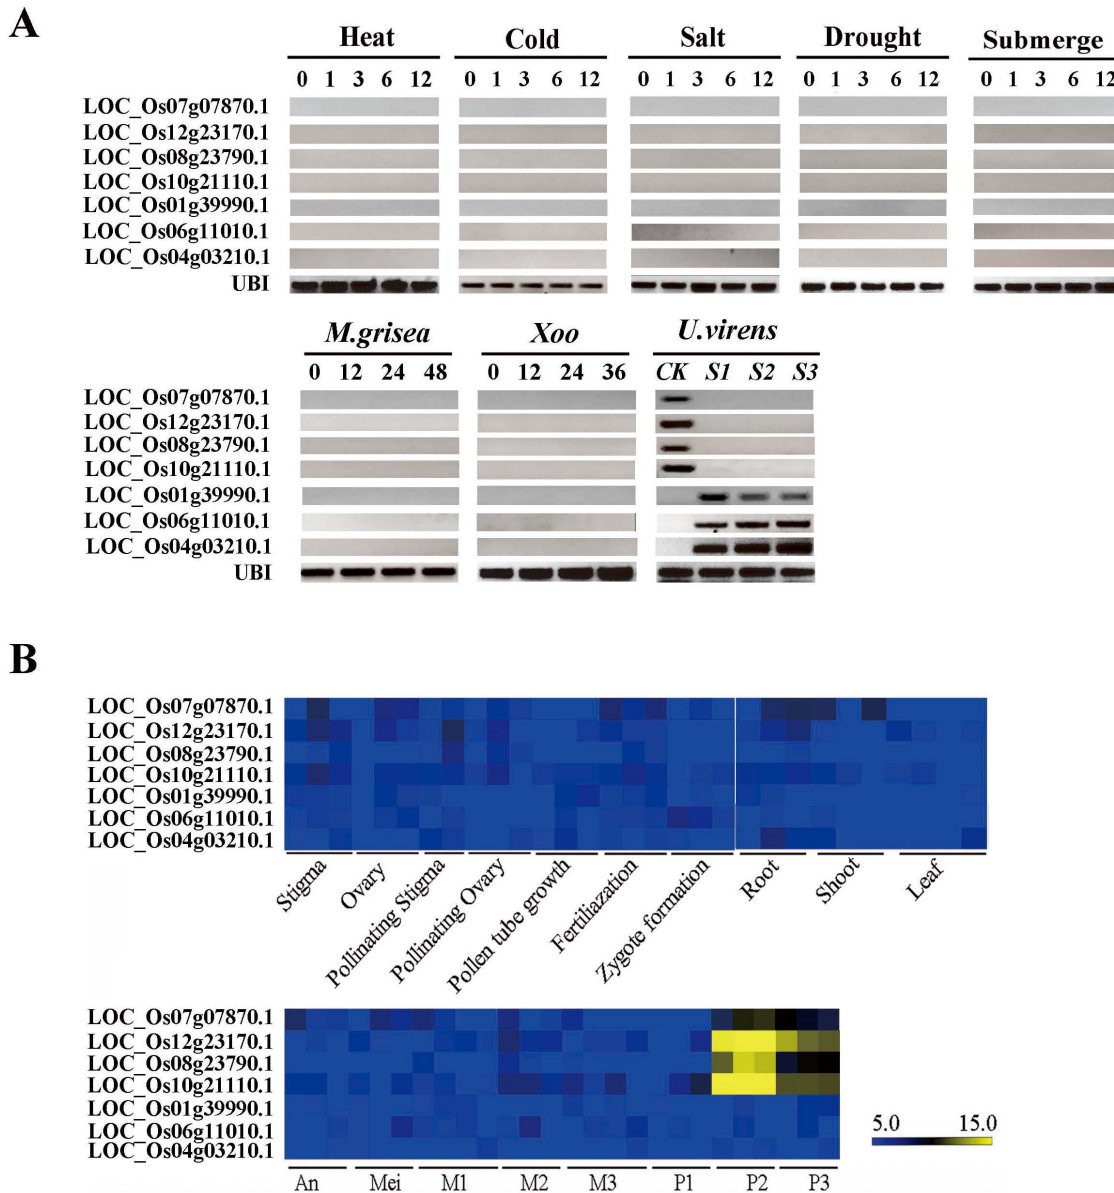 A
Heat Cold Salt Drought Submerge
0 1 3 6 12 0 1 3 6 12 0 1 3 6 12 0 1 3 6 12 0 1 3 6 12
LOC_Os07g07870.1
LOC_Os12g23170.1
LOC_Os08g23790.1
LOC_Os10g21110.1
LOC_Os01g39990.1
LOC_Os06g11010.1
LOC_Os04g03210.1
UBI
M.grisea Xoo U.virens
0 12 24 48 0 12 24 36 CK S1 S2 S3
LOC_Os07g07870.1
LOC_Os12g23170.1
LOC_Os08g23790.1
LOC_Os10g21110.1
LOC_Os01g39990.1
LOC_Os06g11010.1
LOC_Os04g03210.1
UBI
B
LOC_Os07g07870.1
LOC_Os12g23170.1
LOC_Os08g23790.1
LOC_Os10g21110.1
LOC_Os01g39990.1
LOC_Os06g11010.1
LOC_Os04g03210.1
Stigma
Ovary
Pollinating Stigma
Pollinating Ovary
Pollen tube growth
Fertiliazation
Zygote formation
Root
Shoot
Leaf
LOC_Os07g07870.1
LOC_Os12g23170.1
LOC_Os08g23790.1
LOC_Os10g21110.1
LOC_Os01g39990.1
LOC_Os06g11010.1
LOC_Os04g03210.1
5.0 15.0
An Mei M1 M2 M3 P1 P2 P3